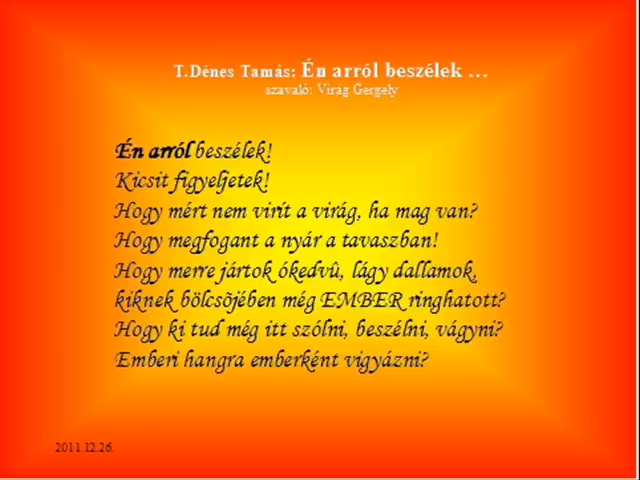 T.Dénes Tamás: Én arról beszélek ...
szavaló: Virág Gergely
Én arról beszélek!
Kicsit figyeljetek!
Hogy mért nem virít a virág, ha mag van?
Hogy megfogant a nyár a tavaszban!
Hogy merre jártok ókedvû, lágy dallamok,
kiknek bölcsõjében még EMBER ringhatott?
Hogy ki tud még itt szólni, beszélni, vágyni?
Emberi hangra emberként vigyázni?
2011.12.26.